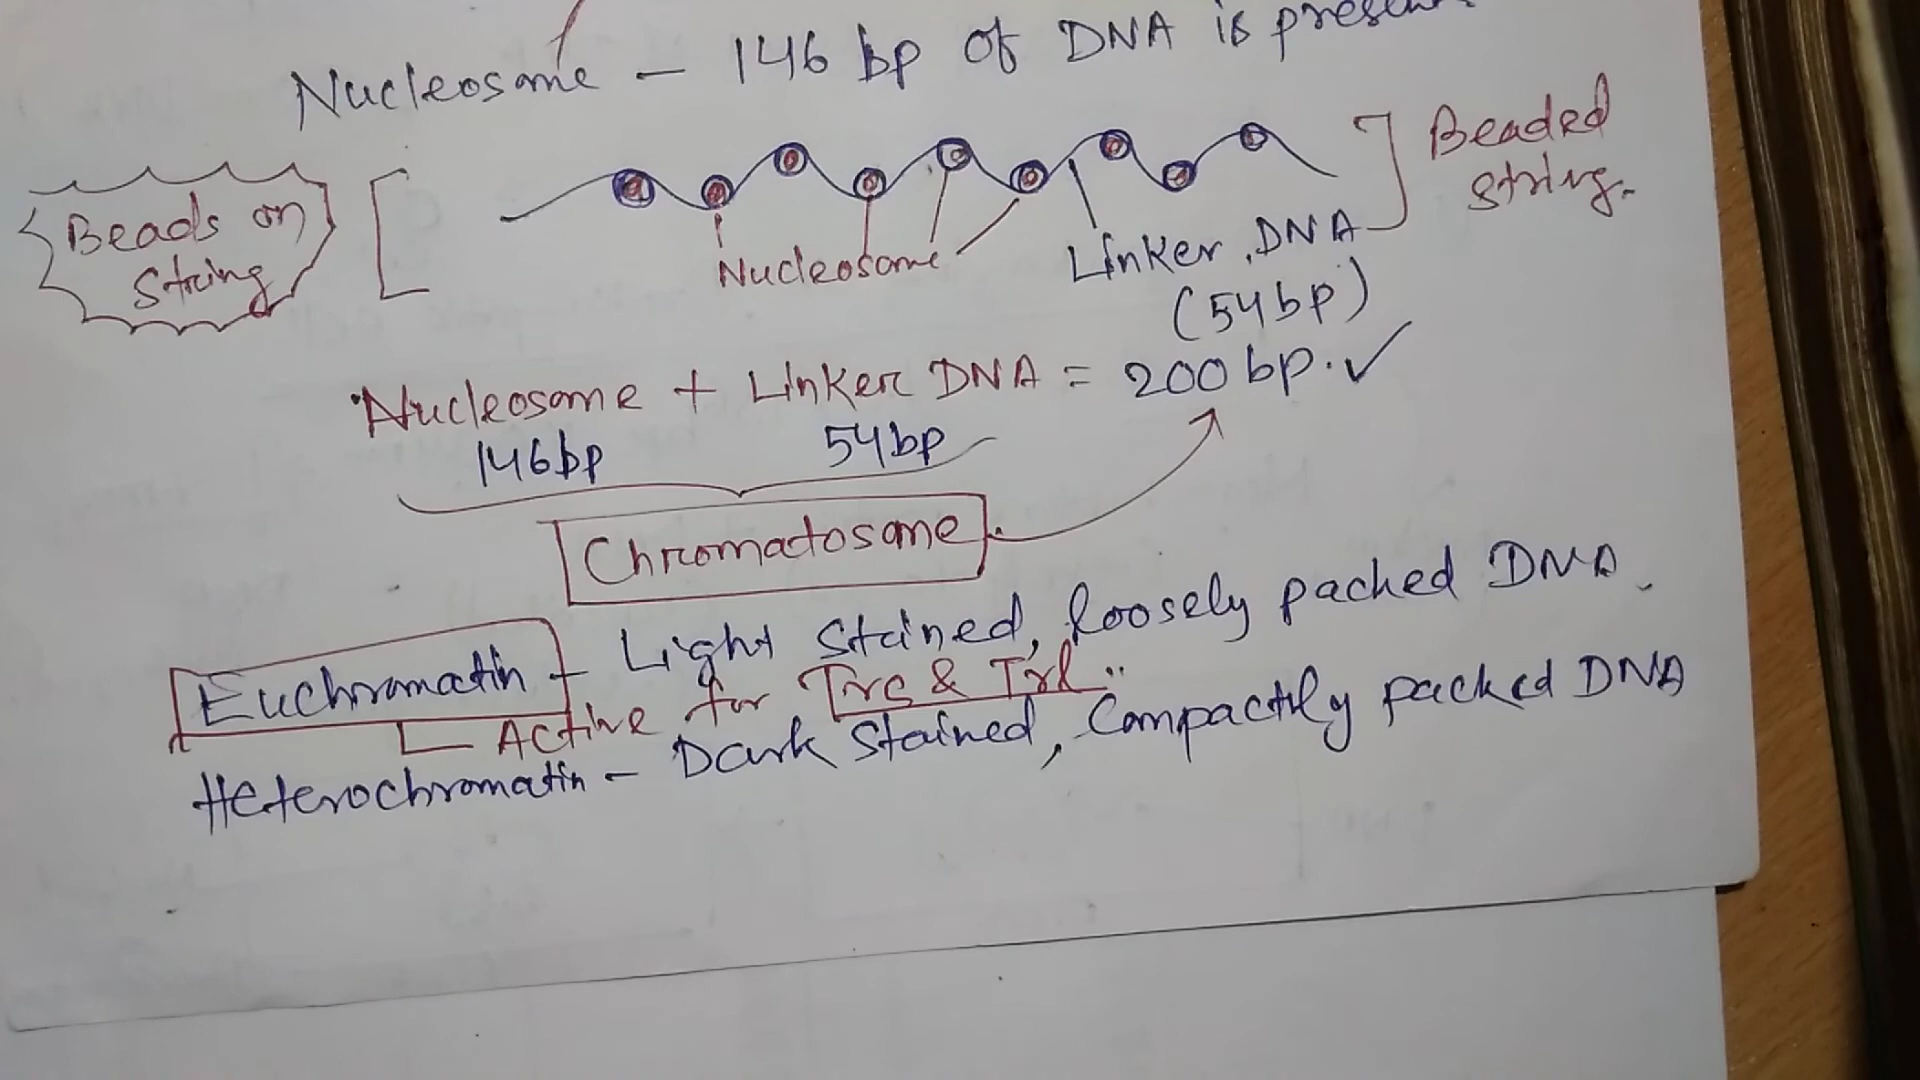 Nucleosome - 146 bp of DNA is present
Beaded
string.
Beads on
string
Nucleosome
Linker DNA
(54bp)
Nucleosome + Linker DNA = 200 bp. ✓
146bp 54bp
Chromatosome
Euchromatin - Light stained, loosely packed DNA.
Active for Trc & Trl..
Heterochromatin - Dark stained, Compactly packed DNA